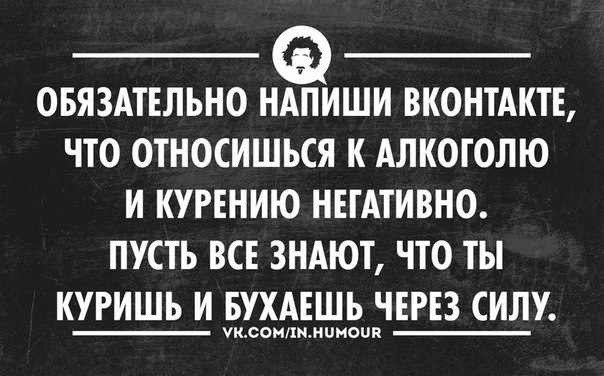 ОБЯЗАТЕЛЬНО НАПИШИ ВКОНТАКТЕ,
ЧТО ОТНОСИШЬСЯ К АЛКОГОЛЮ
И КУРЕНИЮ НЕГАТИВНО.
ПУСТЬ ВСЕ ЗНАЮТ, ЧТО ТЫ
КУРИШЬ И БУХАЕШЬ ЧЕРЕЗ СИЛУ.
VK.COM/IN.HUMOUR